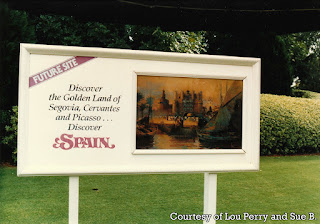 FUTURE SITE
Discover
the Golden Land of
Segovia, Cervantes
and Picasso...
Discover
SPAIN.
Courtesy of Lou Perry and Sue B